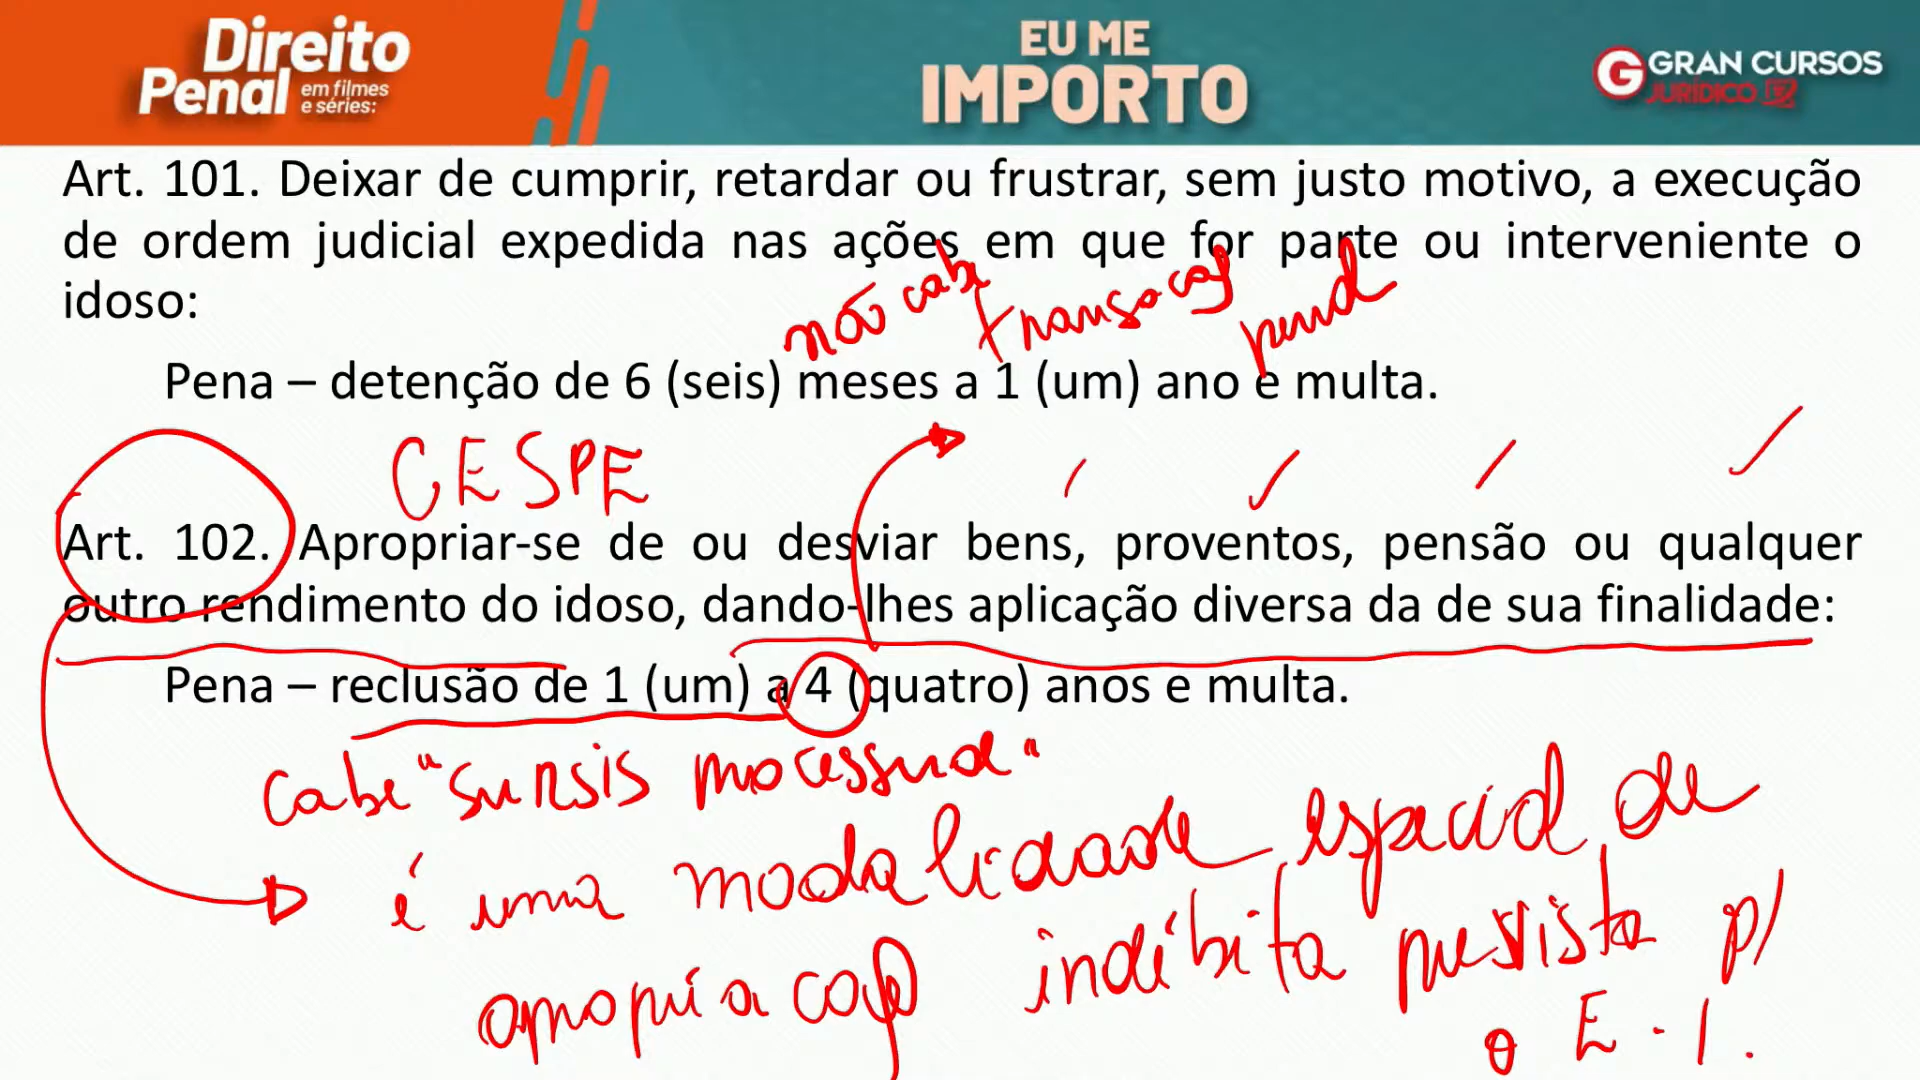 Direito
Penal em filmes
e séries:
EU ME
IMPORTO
GRAN CURSOS
JURÍDICO
Art. 101. Deixar de cumprir, retardar ou frustrar, sem justo motivo, a execução
de ordem judicial expedida nas ações em que for parte ou interveniente o
idoso:
não cabe transação penal
Pena – detenção de 6 (seis) meses a 1 (um) ano e multa.
CESPE
Art. 102. Apropriar-se de ou desviar bens, proventos, pensão ou qualquer
outro rendimento do idoso, dando-lhes aplicação diversa da de sua finalidade:
Pena – reclusão de 1 (um) a 4 (quatro) anos e multa.
cabe "sursis processual"
é uma modalidade especial de
apropriação indébita prevista p/
o E.I.